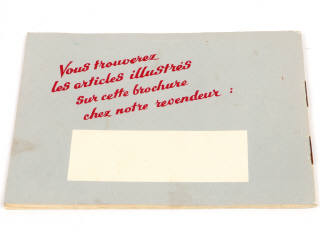 Vous trouverez
les articles illustrés
sur cette brochure
chez notre revendeur :